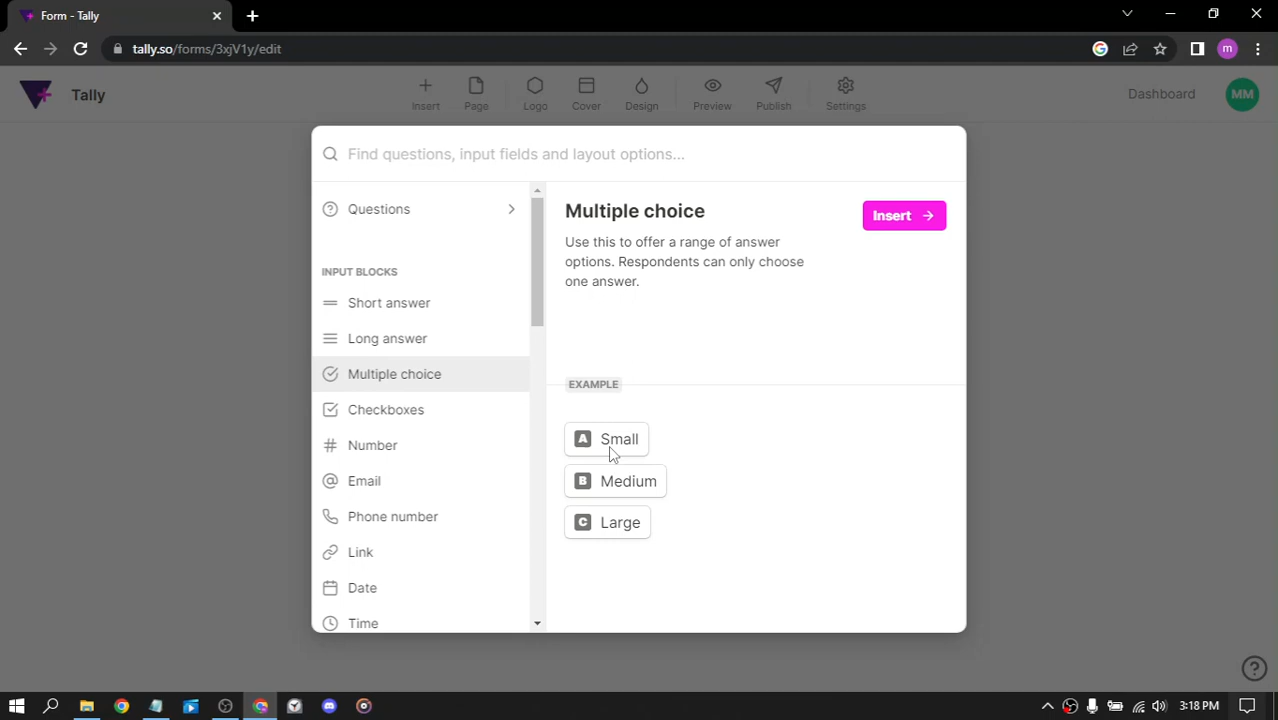 Form - Tally
tally.so/forms/3xjV1y/edit
m
Tally
Insert
Page
Logo
Cover
Design
Preview
Publish
Settings
Dashboard
MM
Find questions, input fields and layout options...
Questions
INPUT BLOCKS
Short answer
Long answer
Multiple choice
Checkboxes
Number
Email
Phone number
Link
Date
Time
Multiple choice
Insert
Use this to offer a range of answer
options. Respondents can only choose
one answer.
EXAMPLE
A Small
B Medium
C Large
3:18 PM